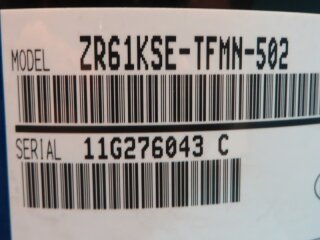 MODEL ZR61KSE-TFMN-502
SERIAL 11G276043 C